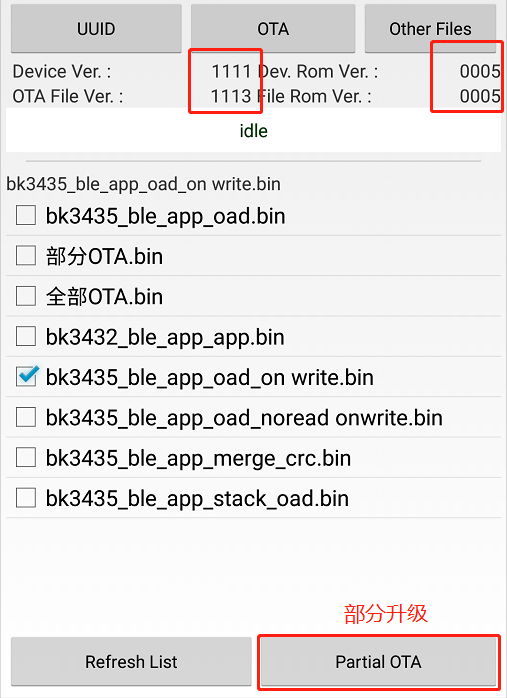 UUID OTA Other Files
Device Ver. : 1111 Dev. Rom Ver. : 0005
OTA File Ver. : 1113 File Rom Ver. : 0005
idle
bk3435_ble_app_oad_on write.bin
bk3435_ble_app_oad.bin
部分OTA.bin
全部OTA.bin
bk3432_ble_app_app.bin
bk3435_ble_app_oad_on write.bin
bk3435_ble_app_oad_noread onwrite.bin
bk3435_ble_app_merge_crc.bin
bk3435_ble_app_stack_oad.bin
部分升级
Refresh List Partial OTA